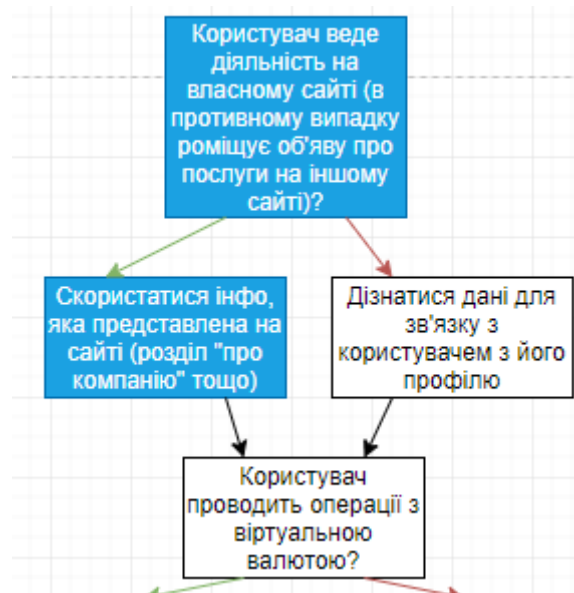 Користувач веде
діяльність на
власному сайті (в
противному випадку
роміщує об'яву про
послуги на іншому
сайті)?
Скористатися інфо,
яка представлена на
сайті (розділ "про
компанію" тощо)
Дізнатися дані для
зв'язку з
користувачем з його
профілю
Користувач
проводить операції з
віртуальною
валютою?